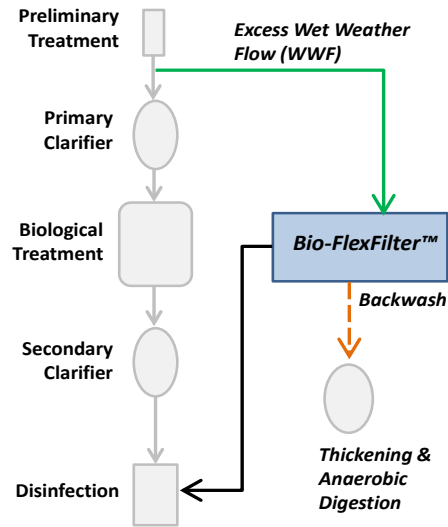 Preliminary
Treatment
Excess Wet Weather
Flow (WWF)
Primary
Clarifier
Biological
Treatment
Bio-FlexFilter™
Backwash
Secondary
Clarifier
Thickening &
Anaerobic
Digestion
Disinfection